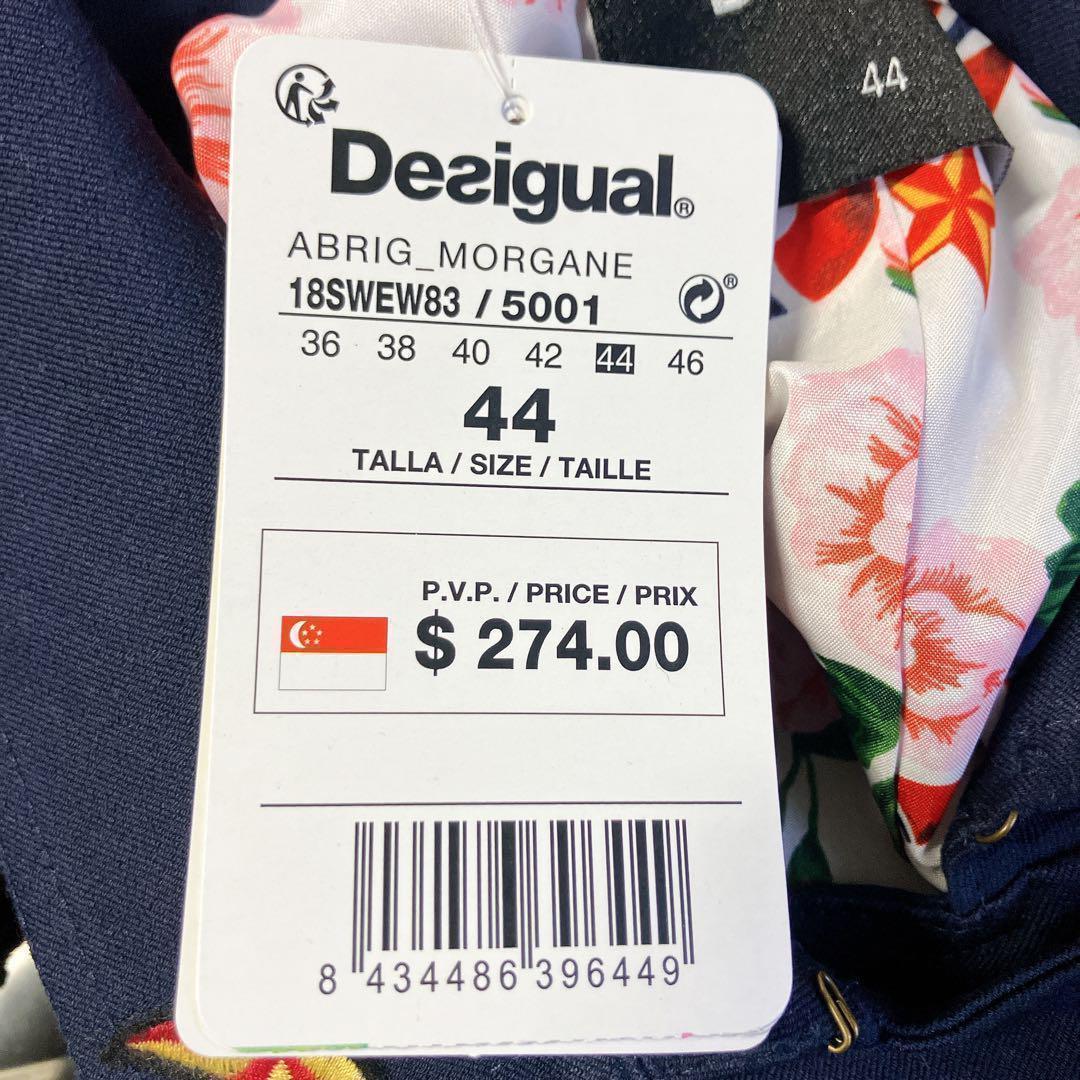 44
Desigual®
ABRIG_MORGANE
18SWEW83 / 5001
®
36 38 40 42 44 46
44
TALLA / SIZE / TAILLE
P.V.P. / PRICE / PRIX
$ 274.00
8 434486 396449